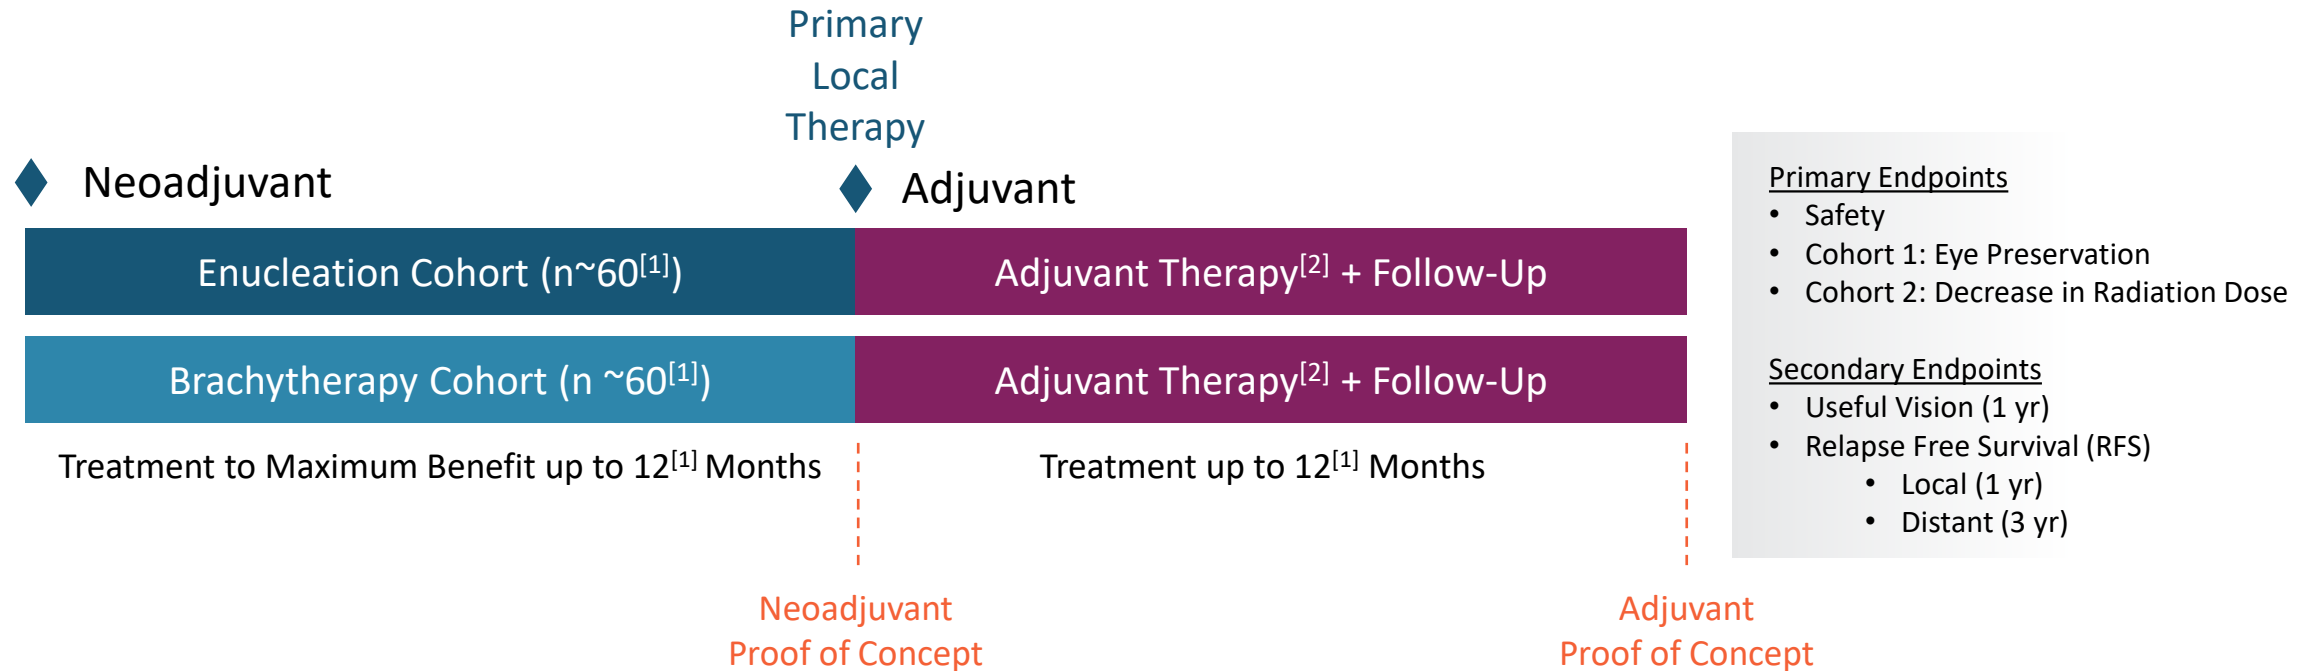 Primary
Local
Therapy
Neoadjuvant
Adjuvant
Enucleation Cohort (n~60[1])
Adjuvant Therapy[2] + Follow-Up
Brachytherapy Cohort (n ~60[1])
Adjuvant Therapy[2] + Follow-Up
Treatment to Maximum Benefit up to 12[1] Months
Treatment up to 12[1] Months
Neoadjuvant
Proof of Concept
Adjuvant
Proof of Concept
Primary Endpoints
• Safety
• Cohort 1: Eye Preservation
• Cohort 2: Decrease in Radiation Dose
Secondary Endpoints
• Useful Vision (1 yr)
• Relapse Free Survival (RFS)
• Local (1 yr)
• Distant (3 yr)